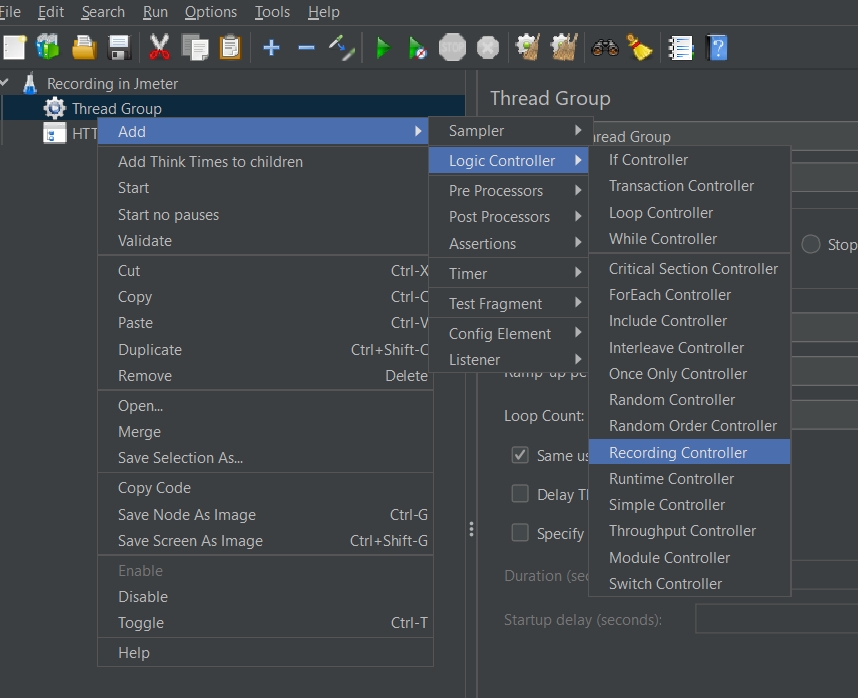 File Edit Search Run Options Tools Help
STOP
Recording in Jmeter
Thread Group
HTT
Add
Add Think Times to children
Start
Start no pauses
Validate
Cut Ctrl-X
Copy Ctrl-C
Paste Ctrl-V
Duplicate Ctrl+Shift-C
Remove Delete
Open...
Merge
Save Selection As...
Copy Code
Save Node As Image Ctrl-G
Save Screen As Image Ctrl+Shift-G
Enable
Disable
Toggle Ctrl-T
Help
Sampler
Logic Controller
Pre Processors
Post Processors
Assertions
Timer
Test Fragment
Config Element
Listener
If Controller
Transaction Controller
Loop Controller
While Controller
Critical Section Controller
ForEach Controller
Include Controller
Interleave Controller
Once Only Controller
Random Controller
Random Order Controller
Recording Controller
Runtime Controller
Simple Controller
Throughput Controller
Module Controller
Switch Controller
Thread Group
hread Group
Stop
Ramp-up pe
Loop Count:
Same us
Delay Th
Specify
Duration (sec
Startup delay (seconds):